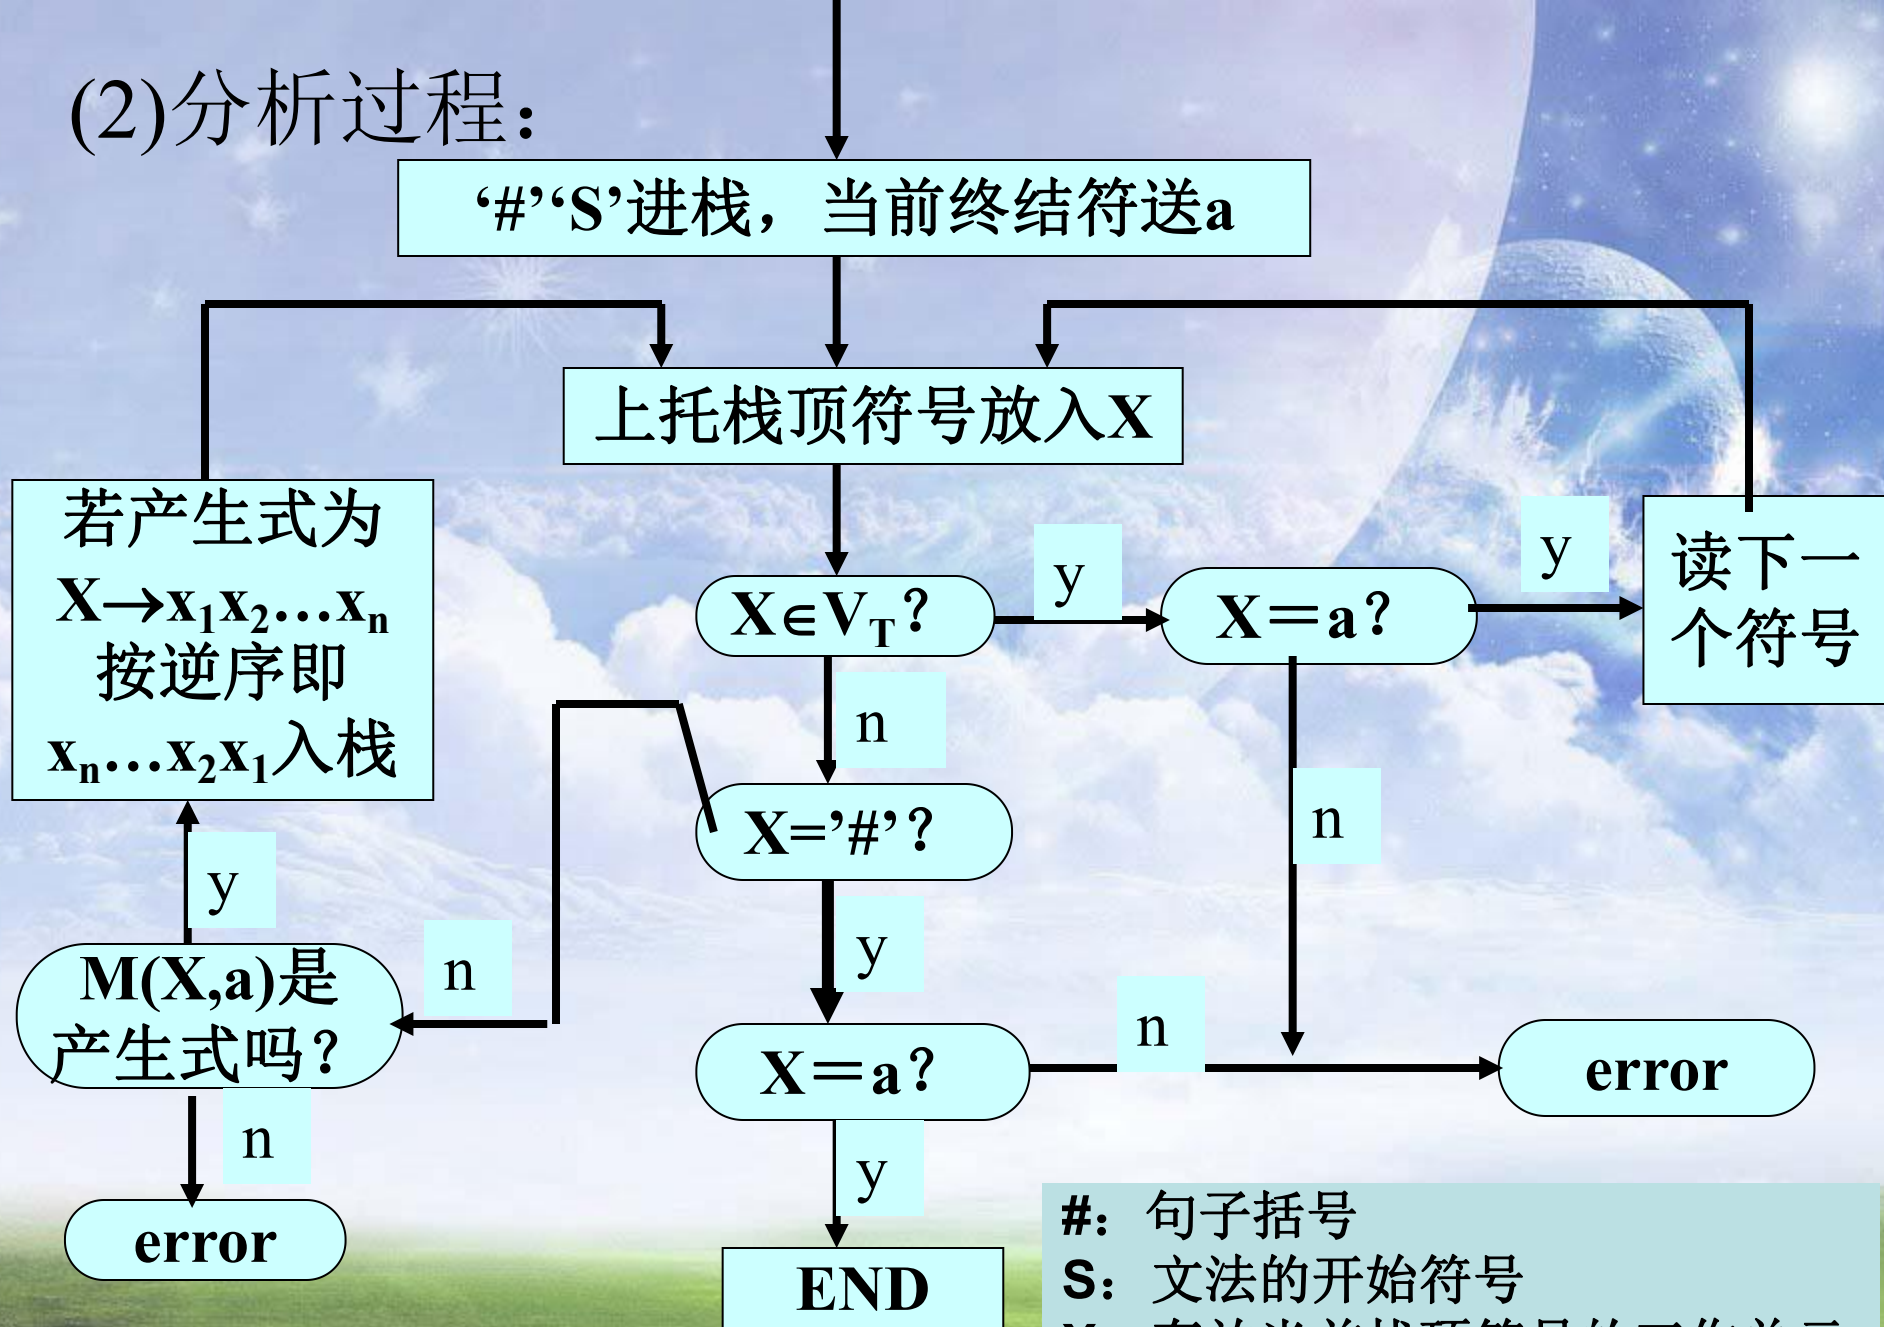 (2)分析过程：
‘#’‘S’进栈，当前终结符送a
上托栈顶符号放入X
若产生式为
X→x1x2…xn
按逆序即
xn…x2x1入栈
X∈VT？
y
X＝a？
y
读下一
个符号
n
X=’#’？
n
y
y
n
M(X,a)是
产生式吗？
n
X＝a？
n
error
n
error
y
END
#：句子括号
S：文法的开始符号